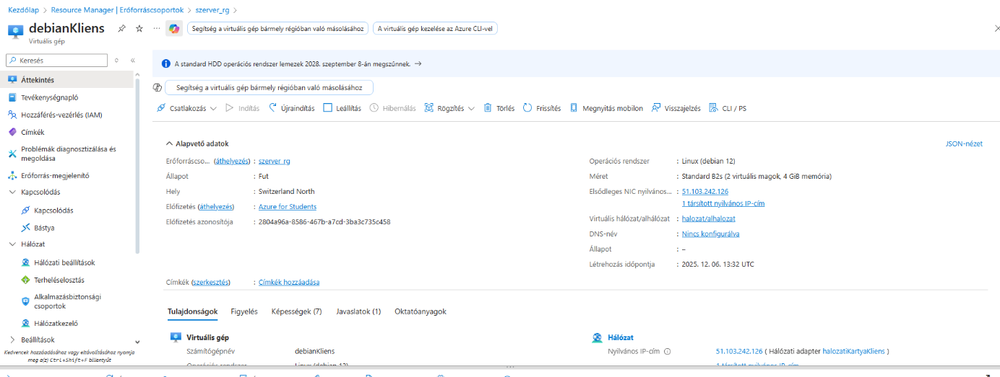 Kezdőlap > Resource Manager | Erőforráscsoportok > szerver_rg >
debianKliens
Virtuális gép
Segítség a virtuális gép bármely régióban való másolásához
A virtuális gép kezelése az Azure CLI-vel
Keresés
Áttekintés
Tevékenységnapló
Hozzáférés-vezérlés (IAM)
Címkék
Problémák diagnosztizálása és
megoldása
Erőforrás-megjelenítő
Kapcsolódás
Kapcsolódás
Bástya
Hálózat
Hálózati beállítások
Terheléselosztás
Alkalmazásbiztonsági
csoportok
Hálózatkezelő
Beállítások
Kedvencek hozzáadásához vagy eltávolításához nyomja
meg a(z) Ctrl+Shift+F billentyűt
A standard HDD operációs rendszer lemezek 2028. szeptember 8-án megszűnnek. →
Segítség a virtuális gép bármely régióban való másolásához
Csatlakozás Indítás Újraindítás Leállítás Hibernálás Rögzítés Törlés Frissítés Megnyitás mobilon Visszajelzés CLI / PS
Alapvető adatok
JSON-nézet
Erőforráscso... (áthelyezés) : szerver_rg
Állapot : Fut
Hely : Switzerland North
Előfizetés (áthelyezés) : Azure for Students
Előfizetés azonosítója : 2804a96a-8586-467b-a7cd-3ba3c735c458
Operációs rendszer : Linux (debian 12)
Méret : Standard B2s (2 virtuális magok, 4 GiB memória)
Elsődleges NIC nyilvános... : 51.103.242.126
1 társított nyilvános IP-cím
Virtuális hálózat/alhálózat : halozat/alhalozat
DNS-név : Nincs konfigurálva
Állapot : –
Létrehozás időpontja : 2025. 12. 06. 13:32 UTC
Címkék (szerkesztés) : Címkék hozzáadása
Tulajdonságok Figyelés Képességek (7) Javaslatok (1) Oktatóanyagok
Virtuális gép
Számítógépnév debianKliens
Operációs rendszer Linux (debian 12)
Hálózat
Nyilvános IP-cím 51.103.242.126 ( Hálózati adapter halozatiKartyaKliens )
1 társított nyilvános IP-cím